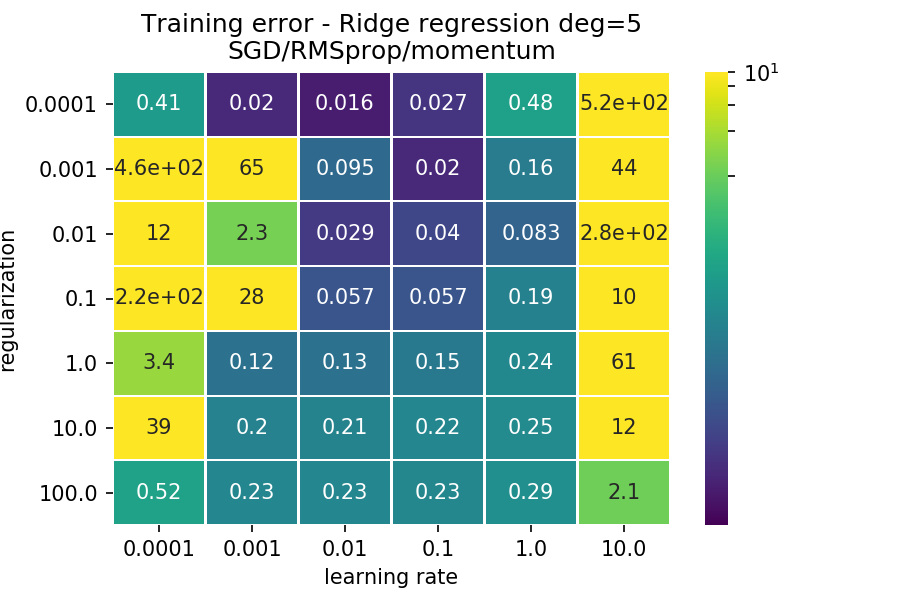 Training error - Ridge regression deg=5
SGD/RMSprop/momentum
regularization
0.0001 0.41 0.02 0.016 0.027 0.48 5.2e+02
0.001 4.6e+02 65 0.095 0.02 0.16 44
0.01 12 2.3 0.029 0.04 0.083 2.8e+02
0.1 2.2e+02 28 0.057 0.057 0.19 10
1.0 3.4 0.12 0.13 0.15 0.24 61
10.0 39 0.2 0.21 0.22 0.25 12
100.0 0.52 0.23 0.23 0.23 0.29 2.1
0.0001 0.001 0.01 0.1 1.0 10.0
learning rate
10¹